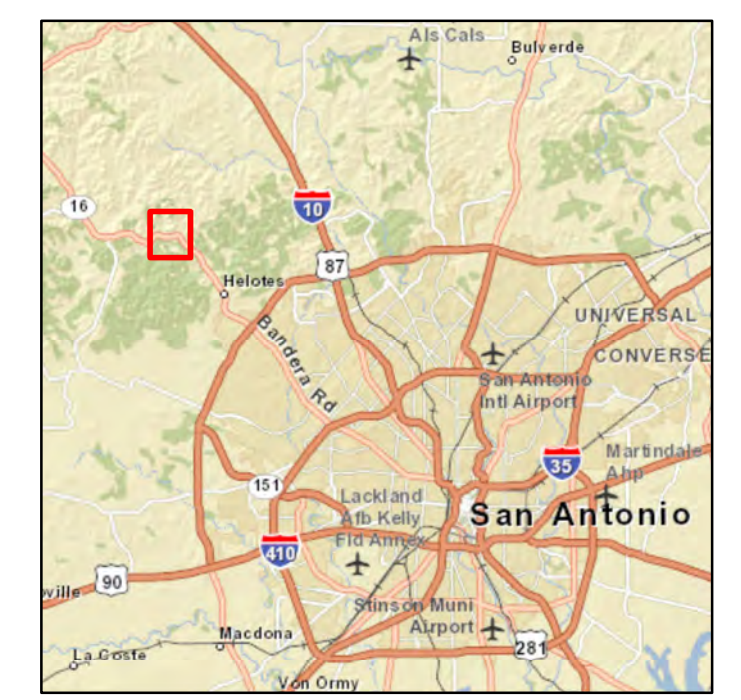 Als Cals
Bulverde
16
10
87
Helotes
UNIVERSAL
Bandera Rd
CONVERSE
San Antonio
Intl Airport
Martindale
Ahp
35
151
Lackland
Afb Kelly
Fld Annex
San Antonio
410
90
ville
Stinson Muni
Airport
Macdona
281
La Coste
Von Ormy